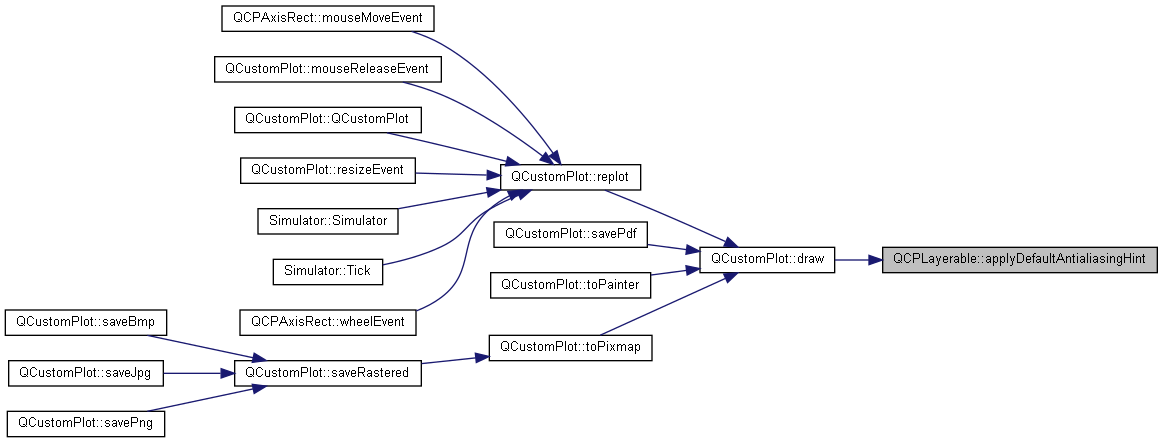 QCPAxisRect::mouseMoveEvent
QCustomPlot::mouseReleaseEvent
QCustomPlot::QCustomPlot
QCustomPlot::resizeEvent
QCustomPlot::replot
Simulator::Simulator
QCustomPlot::savePdf
QCustomPlot::draw
QCPLayerable::applyDefaultAntialiasingHint
Simulator::Tick
QCustomPlot::toPainter
QCPAxisRect::wheelEvent
QCustomPlot::saveBmp
QCustomPlot::toPixmap
QCustomPlot::saveJpg
QCustomPlot::saveRastered
QCustomPlot::savePng